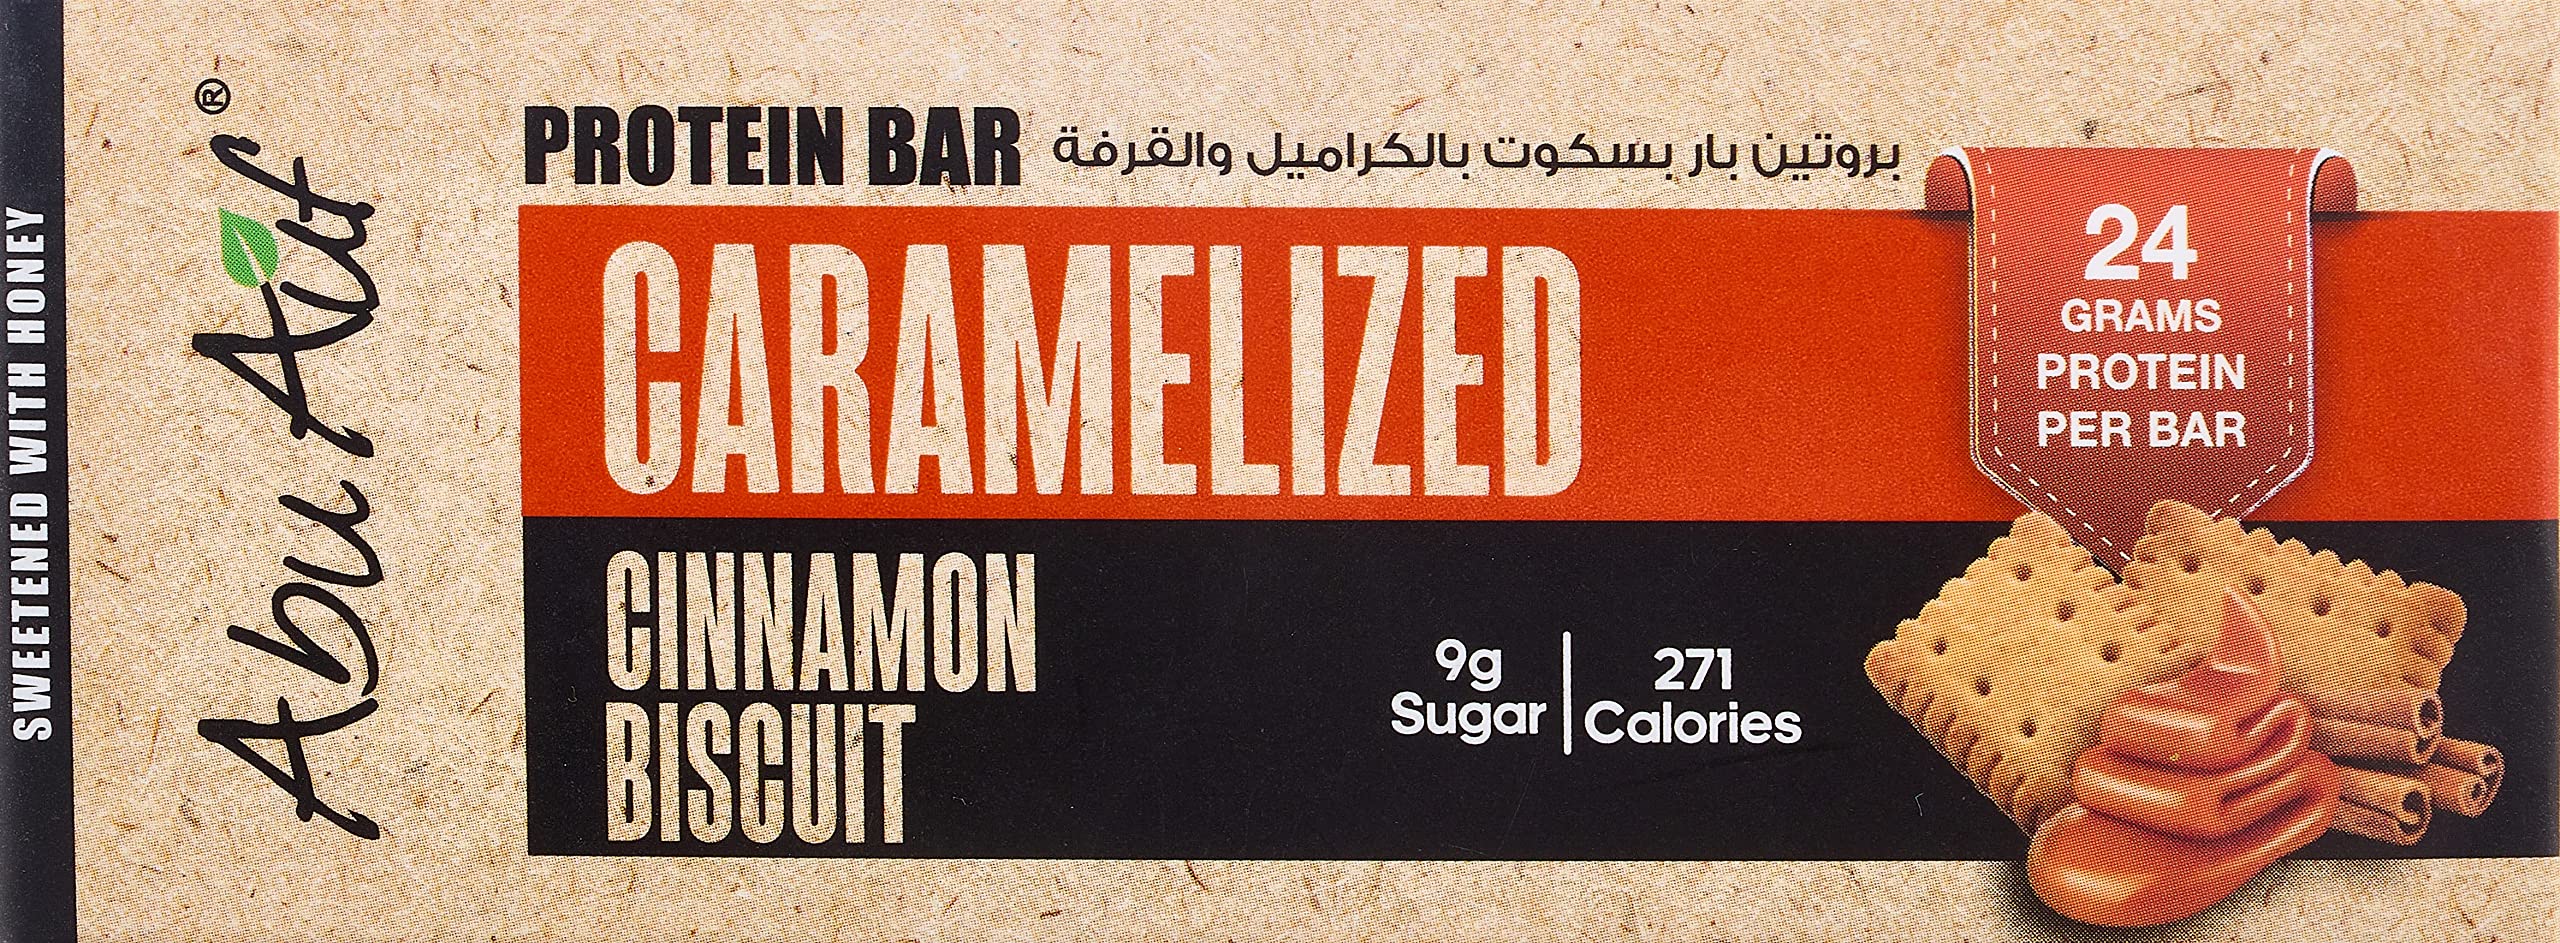 SWEETENED WITH HONEY
Abu Auf®
PROTEIN BAR
بروتين بار بسكوت بالكراميل والقرفة
CARAMELIZED
CINNAMON
BISCUIT
9g
Sugar
271
Calories
24
GRAMS
PROTEIN
PER BAR